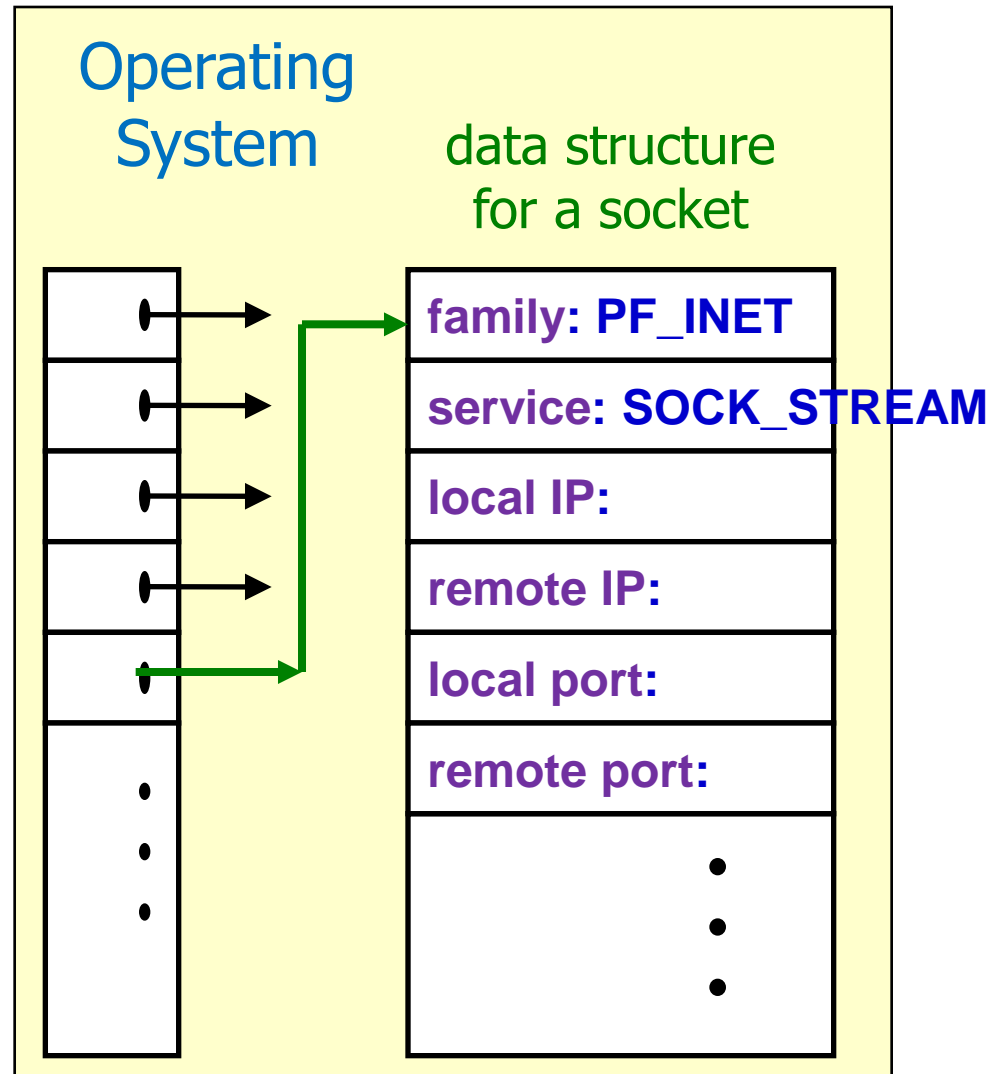 Operating
System
data structure
for a socket
family: PF_INET
service: SOCK_STREAM
local IP:
remote IP:
local port:
remote port: